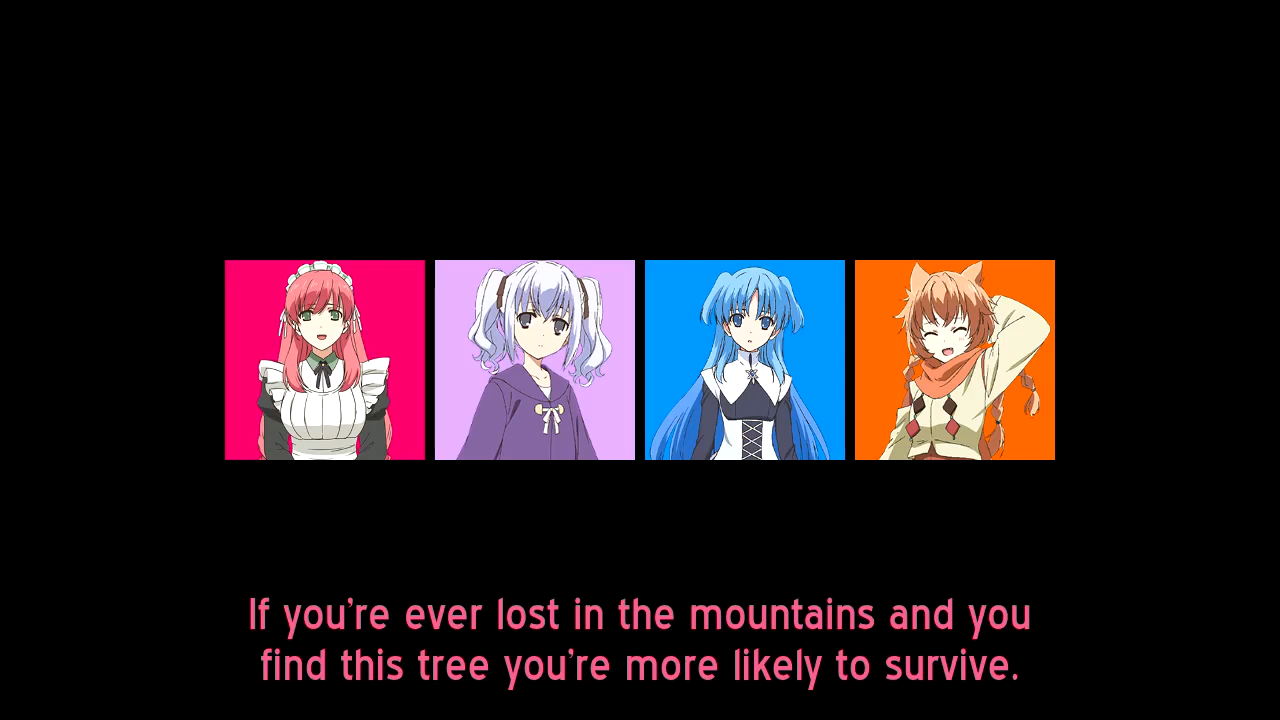 If you're ever lost in the mountains and you
find this tree you're more likely to survive.